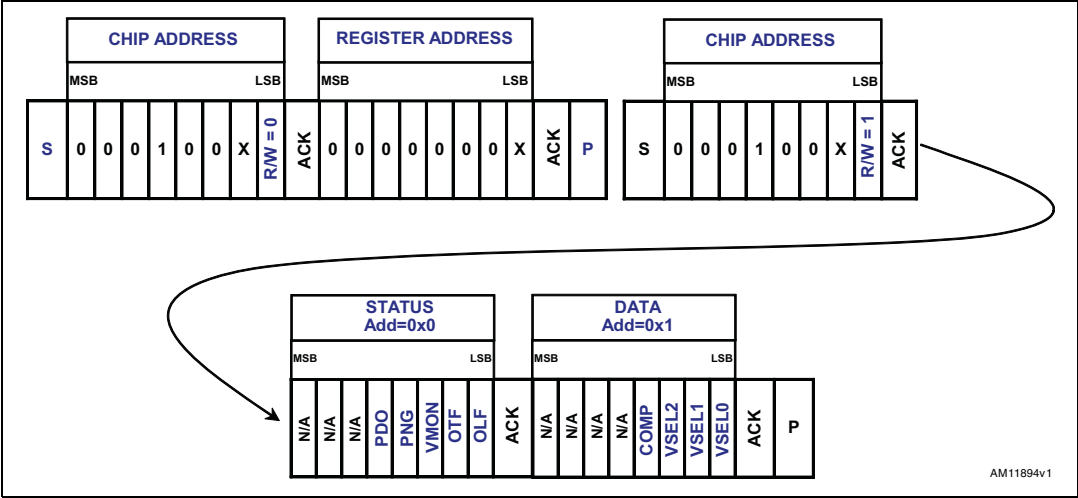 CHIP ADDRESS REGISTER ADDRESS CHIP ADDRESS
MSB LSB MSB LSB MSB LSB
S 0 0 0 1 0 0 X R/W = 0 ACK 0 0 0 0 0 0 0 X ACK P S 0 0 0 1 0 0 X R/W = 1 ACK
STATUS DATA
Add=0x0 Add=0x1
MSB LSB MSB LSB
N/A N/A N/A PDO PNG VMON OTF OLF ACK N/A N/A N/A N/A COMP VSEL2 VSEL1 VSEL0 ACK P
AM11894v1